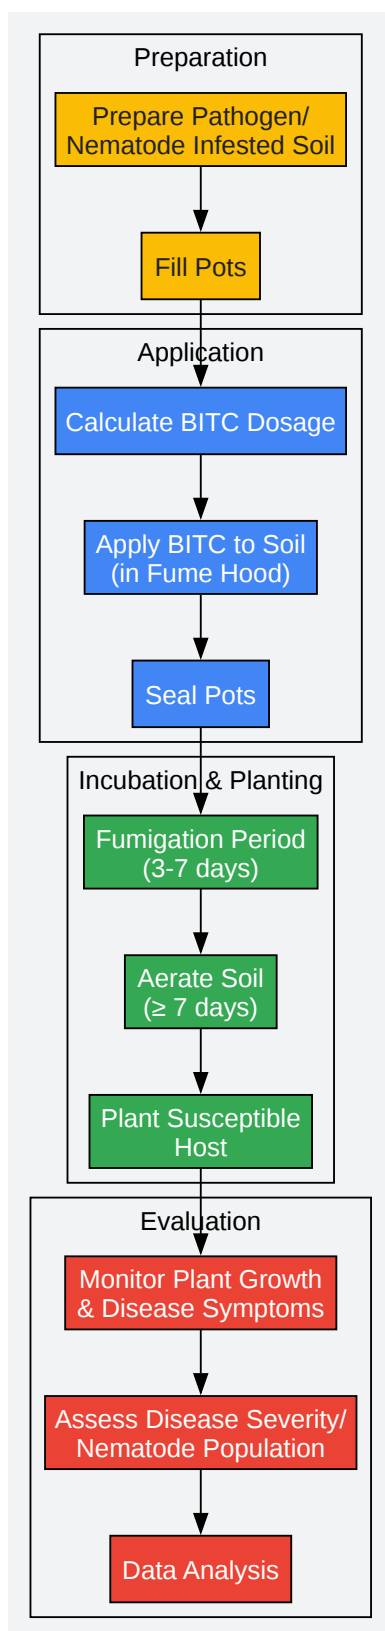 Preparation
Prepare Pathogen/
Nematode Infested Soil
Fill Pots
Application
Calculate BITC Dosage
Apply BITC to Soil
(in Fume Hood)
Seal Pots
Incubation & Planting
Fumigation Period
(3-7 days)
Aerate Soil
(≥ 7 days)
Plant Susceptible
Host
Evaluation
Monitor Plant Growth
& Disease Symptoms
Assess Disease Severity/
Nematode Population
Data Analysis